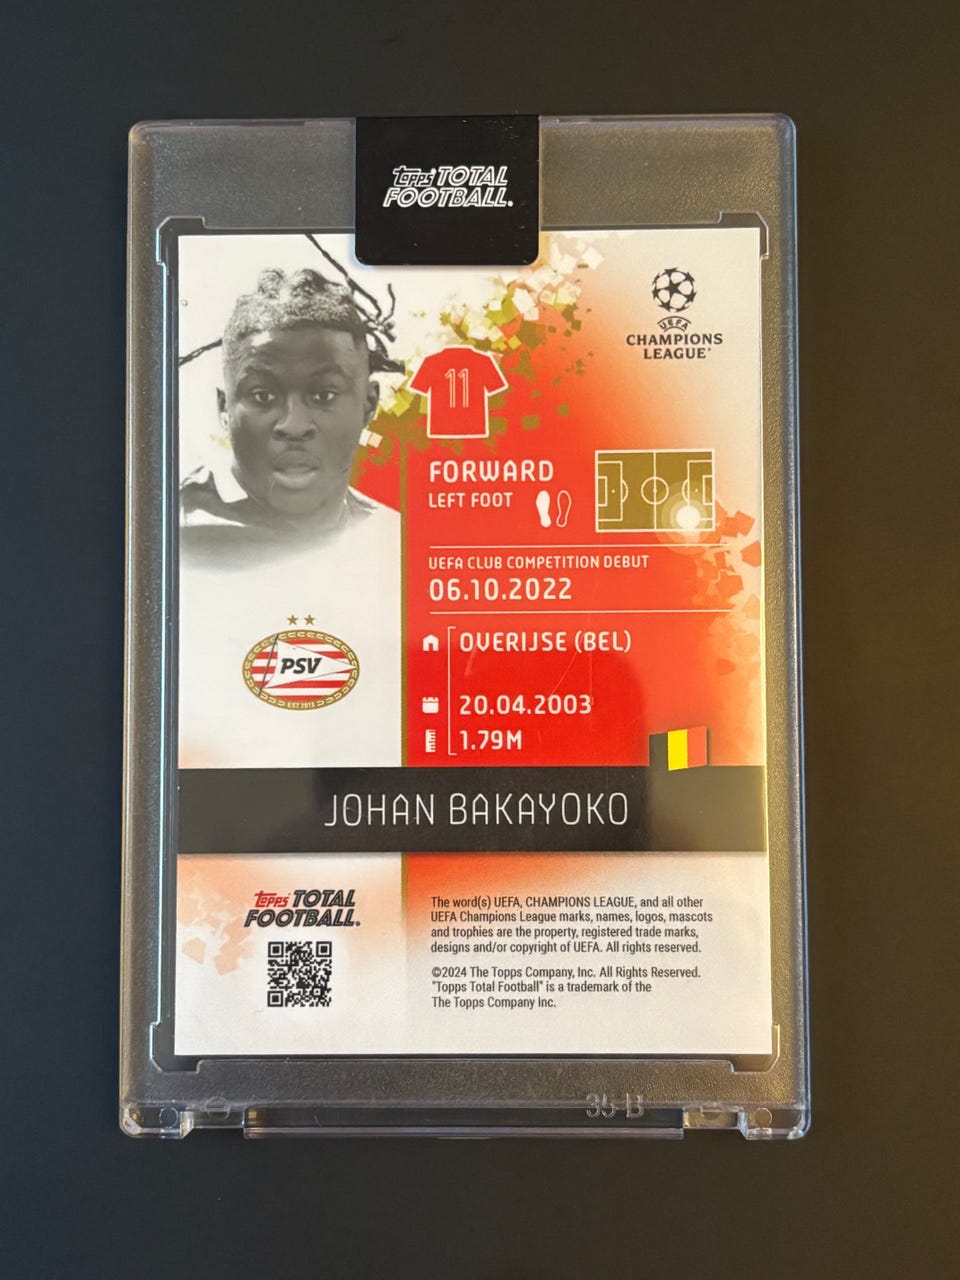 topps TOTAL
FOOTBALL.
UEFA
CHAMPIONS
LEAGUE®
11
FORWARD
LEFT FOOT
UEFA CLUB COMPETITION DEBUT
06.10.2022
OVERIJSE (BEL)
PSV
EST. 1913
20.04.2003
1.79M
JOHAN BAKAYOKO
topps TOTAL
FOOTBALL.
The word(s) UEFA, CHAMPIONS LEAGUE, and all other
UEFA Champions League marks, names, logos, mascots
and trophies are the property, registered trade marks,
designs and/or copyright of UEFA. All rights reserved.
©2024 The Topps Company, Inc. All Rights Reserved.
"Topps Total Football" is a trademark of the
The Topps Company Inc.
35-B